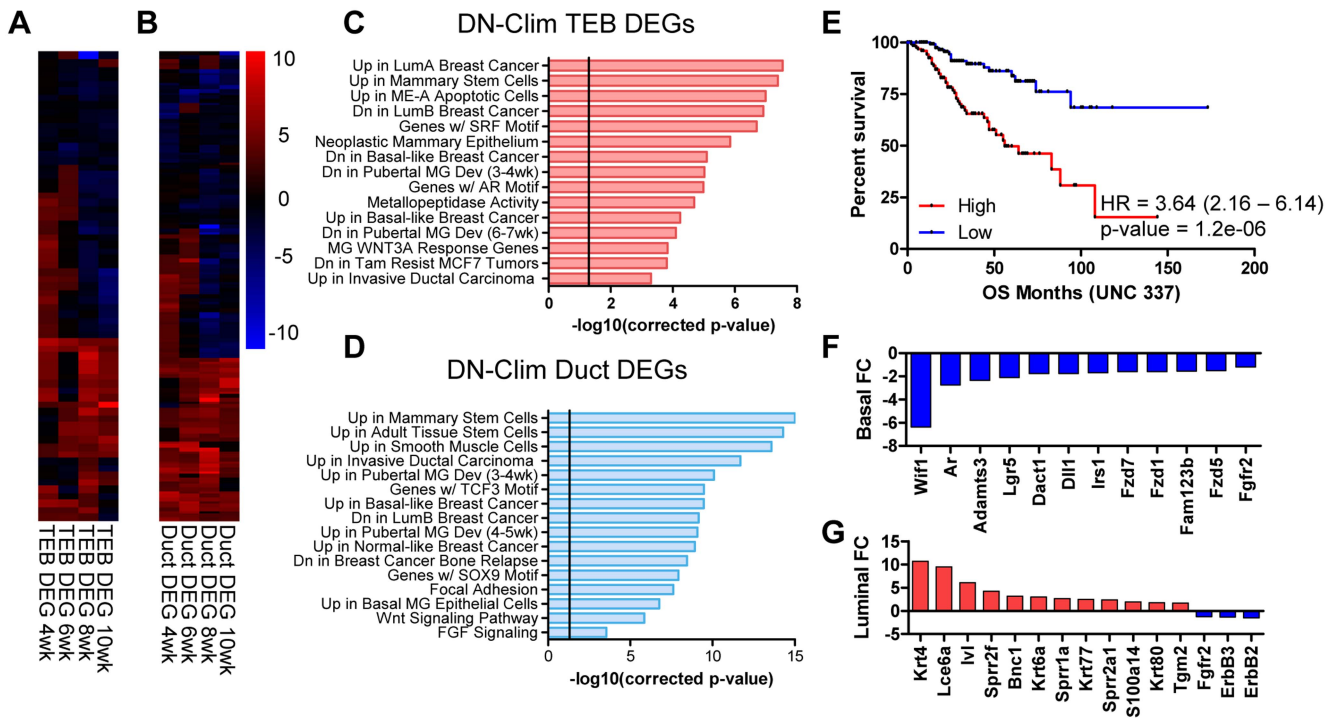 A
B
10
5
0
-5
-10
TEB DEG 4wk
TEB DEG 6wk
TEB DEG 8wk
TEB DEG 10wk
Duct DEG 4wk
Duct DEG 6wk
Duct DEG 8wk
Duct DEG 10wk
C
DN-Clim TEB DEGs
Up in LumA Breast Cancer
Up in Mammary Stem Cells
Up in ME-A Apoptotic Cells
Dn in LumB Breast Cancer
Genes w/ SRF Motif
Neoplastic Mammary Epithelium
Dn in Basal-like Breast Cancer
Dn in Pubertal MG Dev (3-4wk)
Genes w/ AR Motif
Metallopeptidase Activity
Up in Basal-like Breast Cancer
Dn in Pubertal MG Dev (6-7wk)
MG WNT3A Response Genes
Dn in Tam Resist MCF7 Tumors
Up in Invasive Ductal Carcinoma
0 2 4 6 8
-log10(corrected p-value)
D
DN-Clim Duct DEGs
Up in Mammary Stem Cells
Up in Adult Tissue Stem Cells
Up in Smooth Muscle Cells
Up in Invasive Ductal Carcinoma
Up in Pubertal MG Dev (3-4wk)
Genes w/ TCF3 Motif
Up in Basal-like Breast Cancer
Dn in LumB Breast Cancer
Up in Pubertal MG Dev (4-5wk)
Up in Normal-like Breast Cancer
Dn in Breast Cancer Bone Relapse
Genes w/ SOX9 Motif
Focal Adhesion
Up in Basal MG Epithelial Cells
Wnt Signaling Pathway
FGF Signaling
0 5 10 15
-log10(corrected p-value)
E
Percent survival
100
75
50
25
0
High
Low
HR = 3.64 (2.16 – 6.14)
p-value = 1.2e-06
0 50 100 150 200
OS Months (UNC 337)
F
Basal FC
0
-2
-4
-6
-8
Wif1
Ar
Adamts3
Lgr5
Dact1
Dll1
Irs1
Fzd7
Fzd1
Fam123b
Fzd5
Fgfr2
G
Luminal FC
15
10
5
0
-5
Krt4
Lce6a
Ivl
Sprr2f
Bnc1
Krt6a
Sprr1a
Krt77
Sprr2a1
S100a14
Krt80
Tgm2
Fgfr2
ErbB3
ErbB2